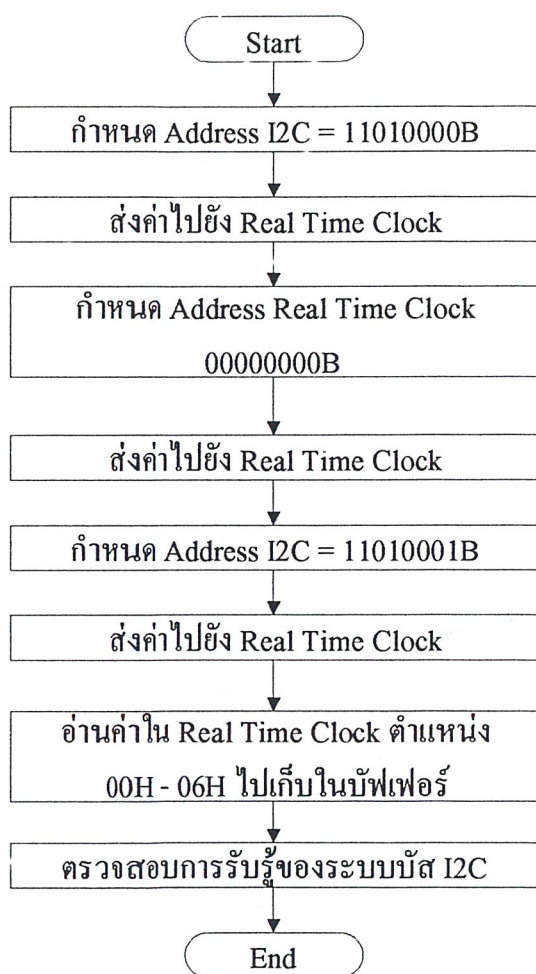 Start
กำหนด Address I2C = 11010000B
ส่งค่าไปยัง Real Time Clock
กำหนด Address Real Time Clock
00000000B
ส่งค่าไปยัง Real Time Clock
กำหนด Address I2C = 11010001B
ส่งค่าไปยัง Real Time Clock
อ่านค่าใน Real Time Clock ตำแหน่ง
00H - 06H ไปเก็บในบัฟเฟอร์
ตรวจสอบการรับรู้ของระบบบัส I2C
End